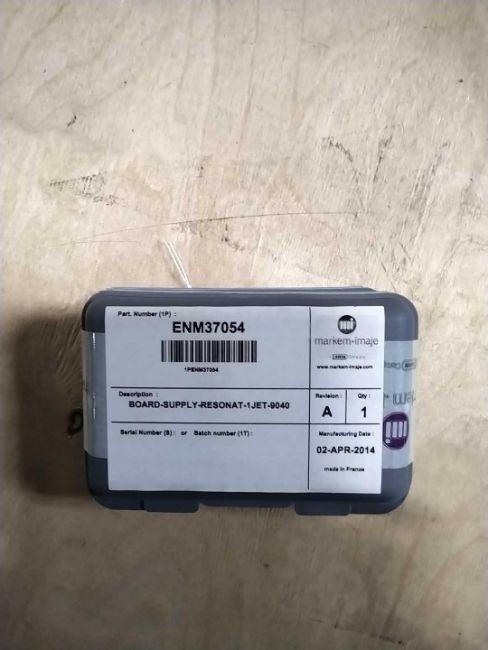 Part. Number (1P) :
ENM37054
1PENM37054
mi
markem-imaje
www.markem-imaje.com
Description :
BOARD-SUPPLY-RESONAT-1JET-9040
Revision :
A
Qty :
1
Serial Number (S) : or Batch number (1T) :
Manufacturing Date :
02-APR-2014
made in France